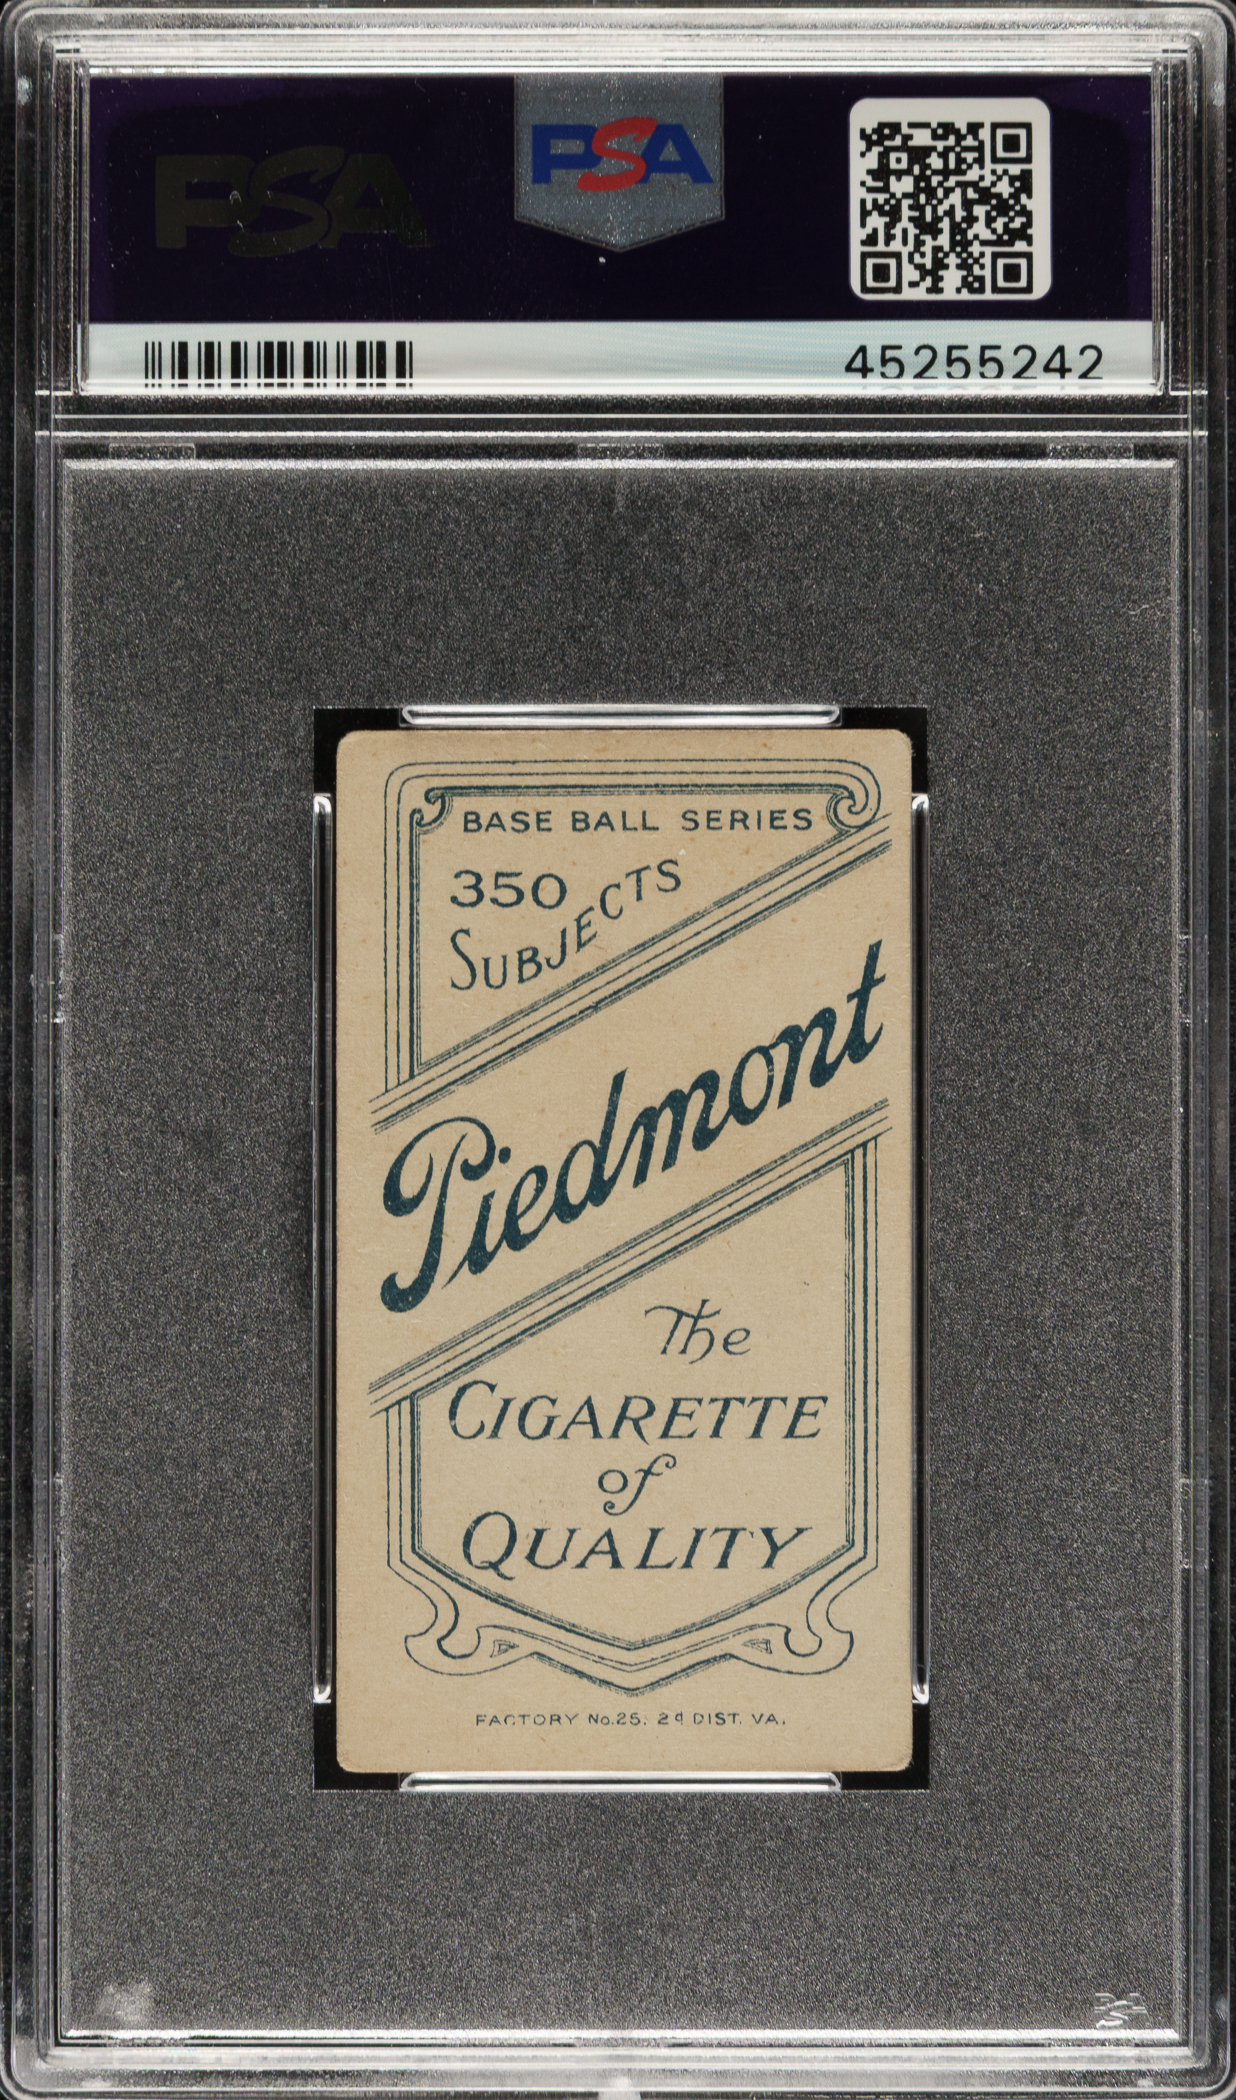 PSA
PSA
45255242
BASE BALL SERIES
350
SUBJECTS
Piedmont
The
CIGARETTE
of
QUALITY
FACTORY No.25. 2d DIST. VA.
PSA